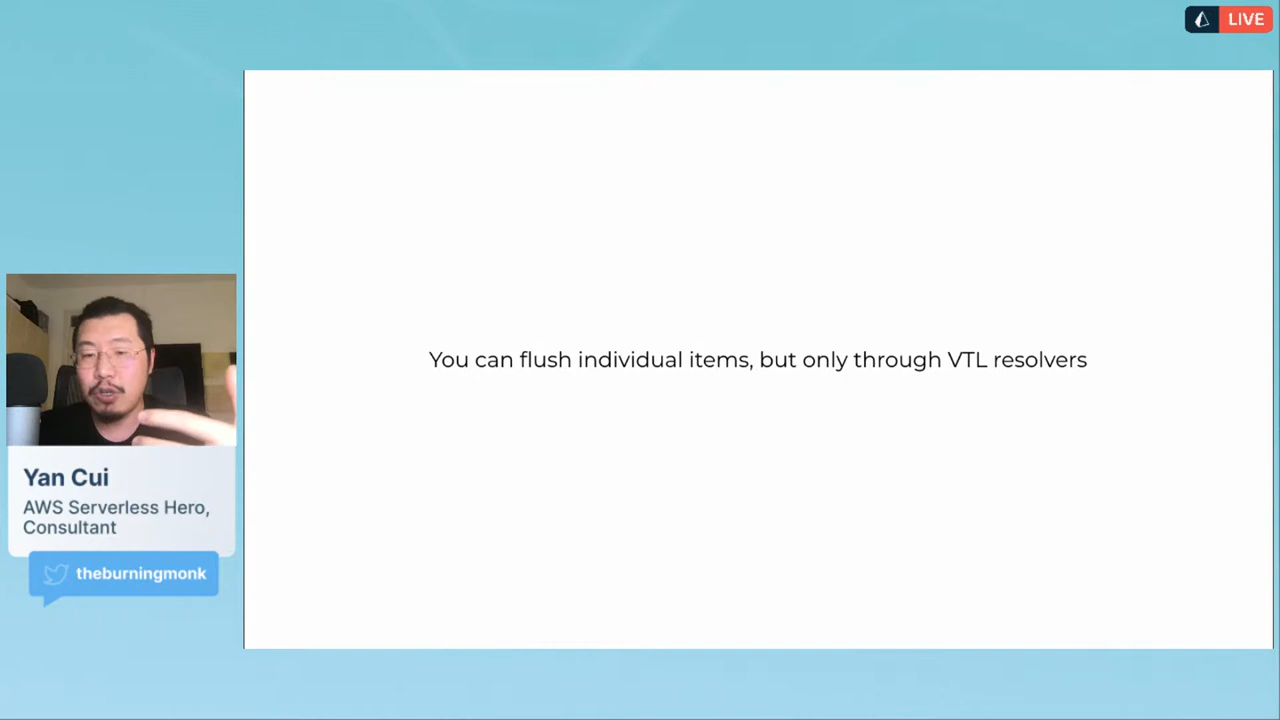 LIVE
You can flush individual items, but only through VTL resolvers
Yan Cui
AWS Serverless Hero,
Consultant
theburningmonk